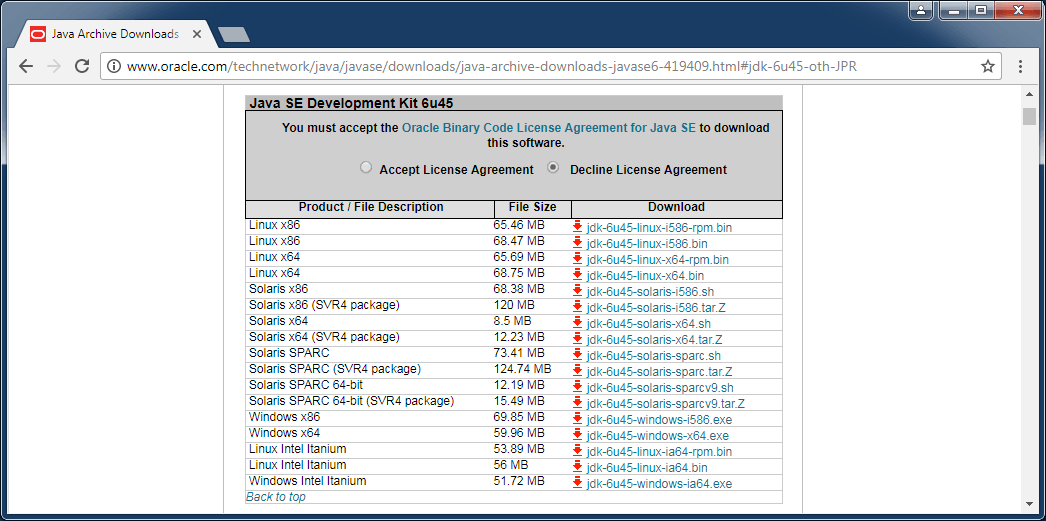 Java Archive Downloads
www.oracle.com/technetwork/java/javase/downloads/java-archive-downloads-javase6-419409.html#jdk-6u45-oth-JPR
Java SE Development Kit 6u45
You must accept the Oracle Binary Code License Agreement for Java SE to download
this software.
Accept License Agreement Decline License Agreement
Product / File Description File Size Download
Linux x86 65.46 MB jdk-6u45-linux-i586-rpm.bin
Linux x86 68.47 MB jdk-6u45-linux-i586.bin
Linux x64 65.69 MB jdk-6u45-linux-x64-rpm.bin
Linux x64 68.75 MB jdk-6u45-linux-x64.bin
Solaris x86 68.38 MB jdk-6u45-solaris-i586.sh
Solaris x86 (SVR4 package) 120 MB jdk-6u45-solaris-i586.tar.Z
Solaris x64 8.5 MB jdk-6u45-solaris-x64.sh
Solaris x64 (SVR4 package) 12.23 MB jdk-6u45-solaris-x64.tar.Z
Solaris SPARC 73.41 MB jdk-6u45-solaris-sparc.sh
Solaris SPARC (SVR4 package) 124.74 MB jdk-6u45-solaris-sparc.tar.Z
Solaris SPARC 64-bit 12.19 MB jdk-6u45-solaris-sparcv9.sh
Solaris SPARC 64-bit (SVR4 package) 15.49 MB jdk-6u45-solaris-sparcv9.tar.Z
Windows x86 69.85 MB jdk-6u45-windows-i586.exe
Windows x64 59.96 MB jdk-6u45-windows-x64.exe
Linux Intel Itanium 53.89 MB jdk-6u45-linux-ia64-rpm.bin
Linux Intel Itanium 56 MB jdk-6u45-linux-ia64.bin
Windows Intel Itanium 51.72 MB jdk-6u45-windows-ia64.exe
Back to top